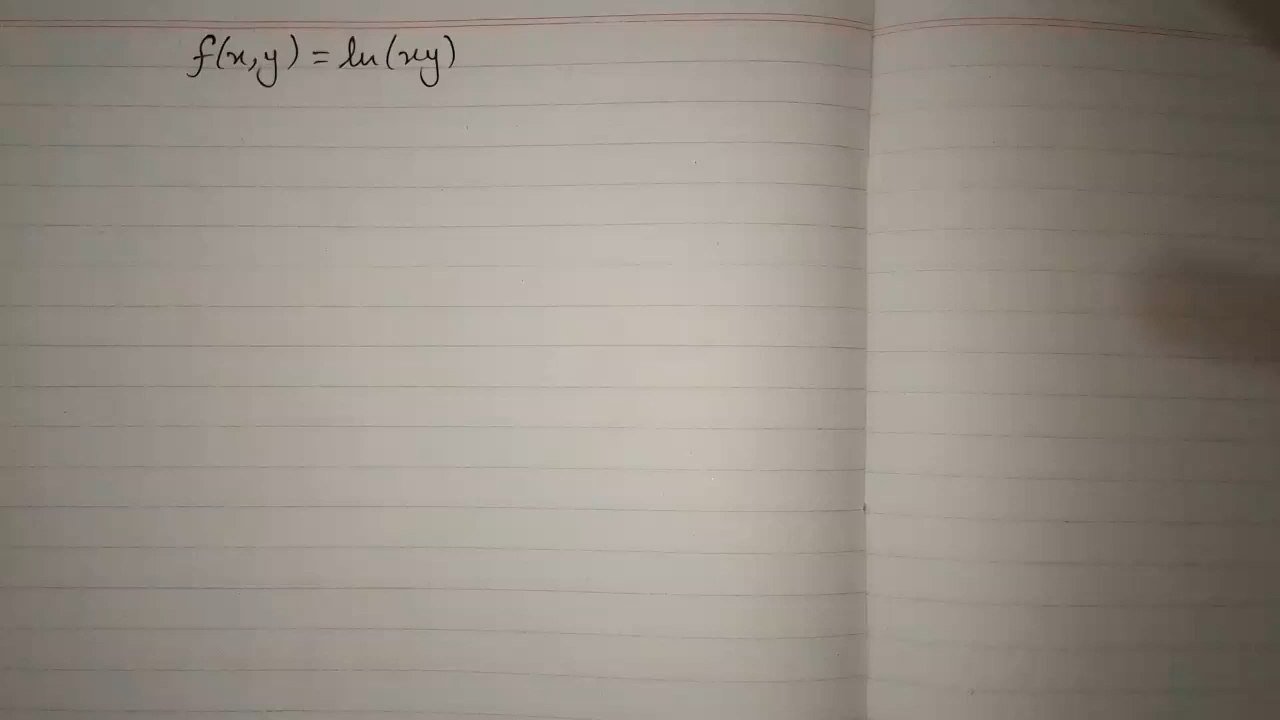 f(x,y) = ln(xy)